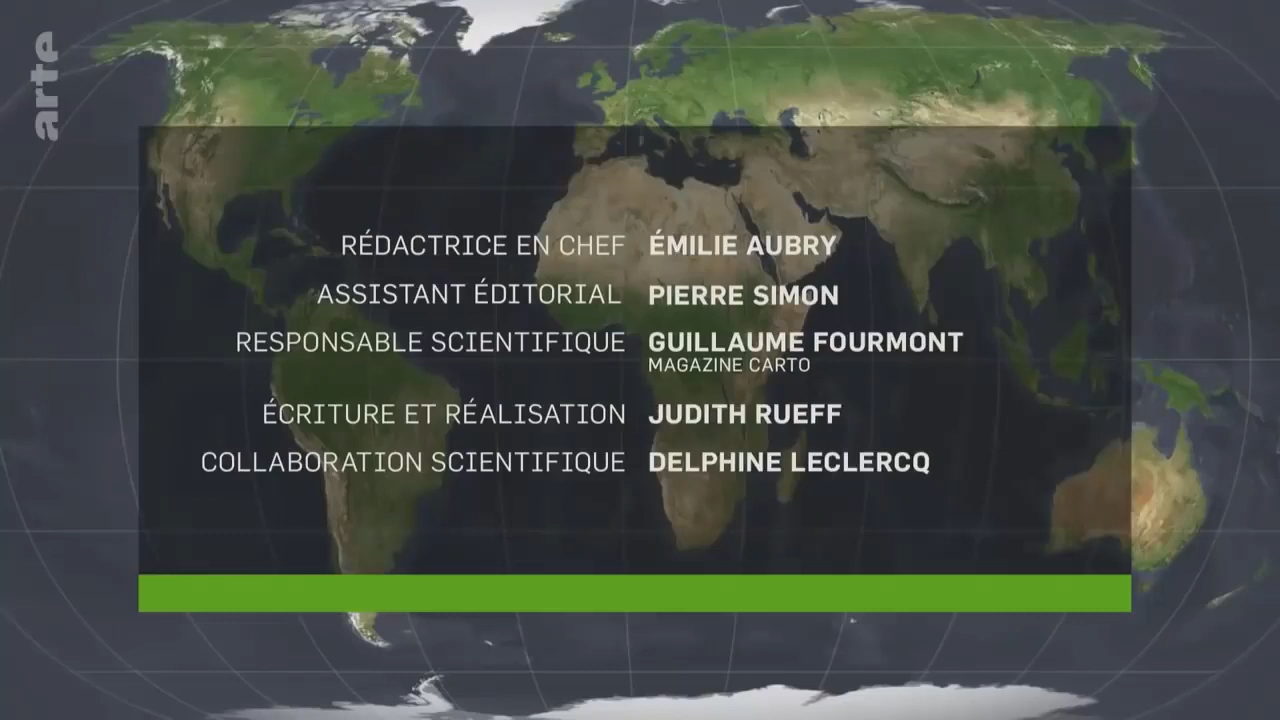 arte
RÉDACTRICE EN CHEF ÉMILIE AUBRY
ASSISTANT ÉDITORIAL PIERRE SIMON
RESPONSABLE SCIENTIFIQUE GUILLAUME FOURMONT
MAGAZINE CARTO
ÉCRITURE ET RÉALISATION JUDITH RUEFF
COLLABORATION SCIENTIFIQUE DELPHINE LECLERCQ